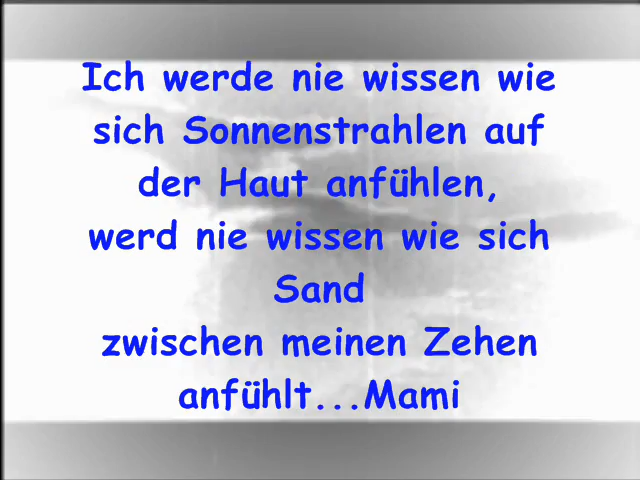 Ich werde nie wissen wie
sich Sonnenstrahlen auf
der Haut anfühlen,
werd nie wissen wie sich
Sand
zwischen meinen Zehen
anfühlt...Mami